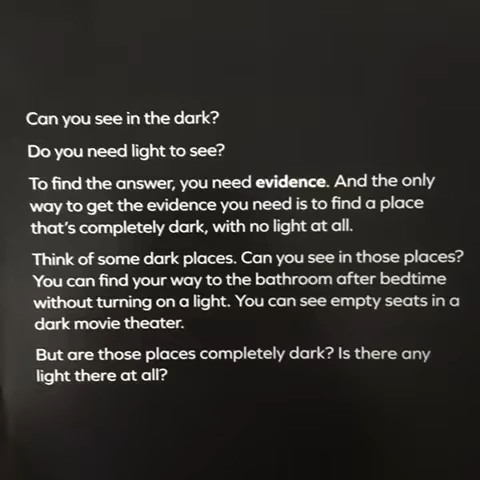 Can you see in the dark?
Do you need light to see?
To find the answer, you need evidence. And the only
way to get the evidence you need is to find a place
that's completely dark, with no light at all.
Think of some dark places. Can you see in those places?
You can find your way to the bathroom after bedtime
without turning on a light. You can see empty seats in a
dark movie theater.
But are those places completely dark? Is there any
light there at all?